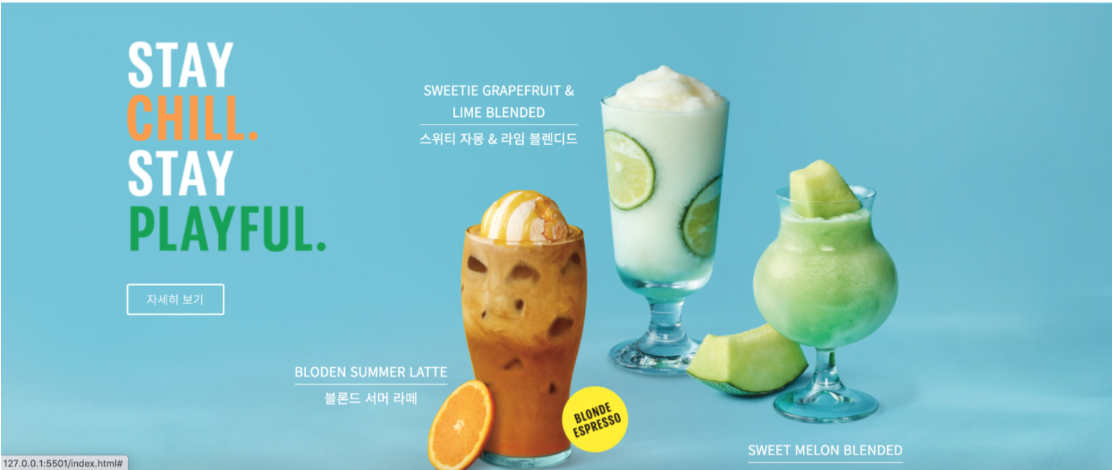 STAY
CHILL.
STAY
PLAYFUL.
자세히 보기
SWEETIE GRAPEFRUIT &
LIME BLENDED
스위티 자몽 & 라임 블렌디드
BLODEN SUMMER LATTE
블론드 서머 라떼
BLONDE
ESPRESSO
SWEET MELON BLENDED
127.0.0.1:5501/index.html#